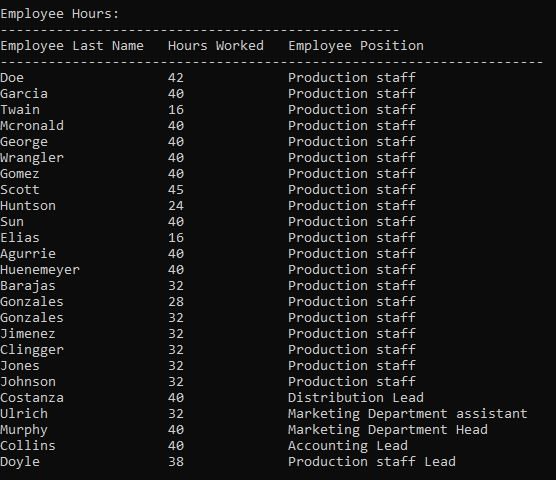 Employee Hours:
--------------------------------------------------
Employee Last Name   Hours Worked   Employee Position
--------------------------------------------------------------------
Doe                  42             Production staff
Garcia               40             Production staff
Twain                16             Production staff
Mcronald             40             Production staff
George               40             Production staff
Wrangler             40             Production staff
Gomez                40             Production staff
Scott                45             Production staff
Huntson              24             Production staff
Sun                  40             Production staff
Elias                16             Production staff
Agurrie              40             Production staff
Huenemeyer           40             Production staff
Barajas              32             Production staff
Gonzales             28             Production staff
Gonzales             32             Production staff
Jimenez              32             Production staff
Clingger             32             Production staff
Jones                32             Production staff
Johnson              32             Production staff
Costanza             40             Distribution Lead
Ulrich               32             Marketing Department assistant
Murphy               40             Marketing Department Head
Collins              40             Accounting Lead
Doyle                38             Production staff Lead